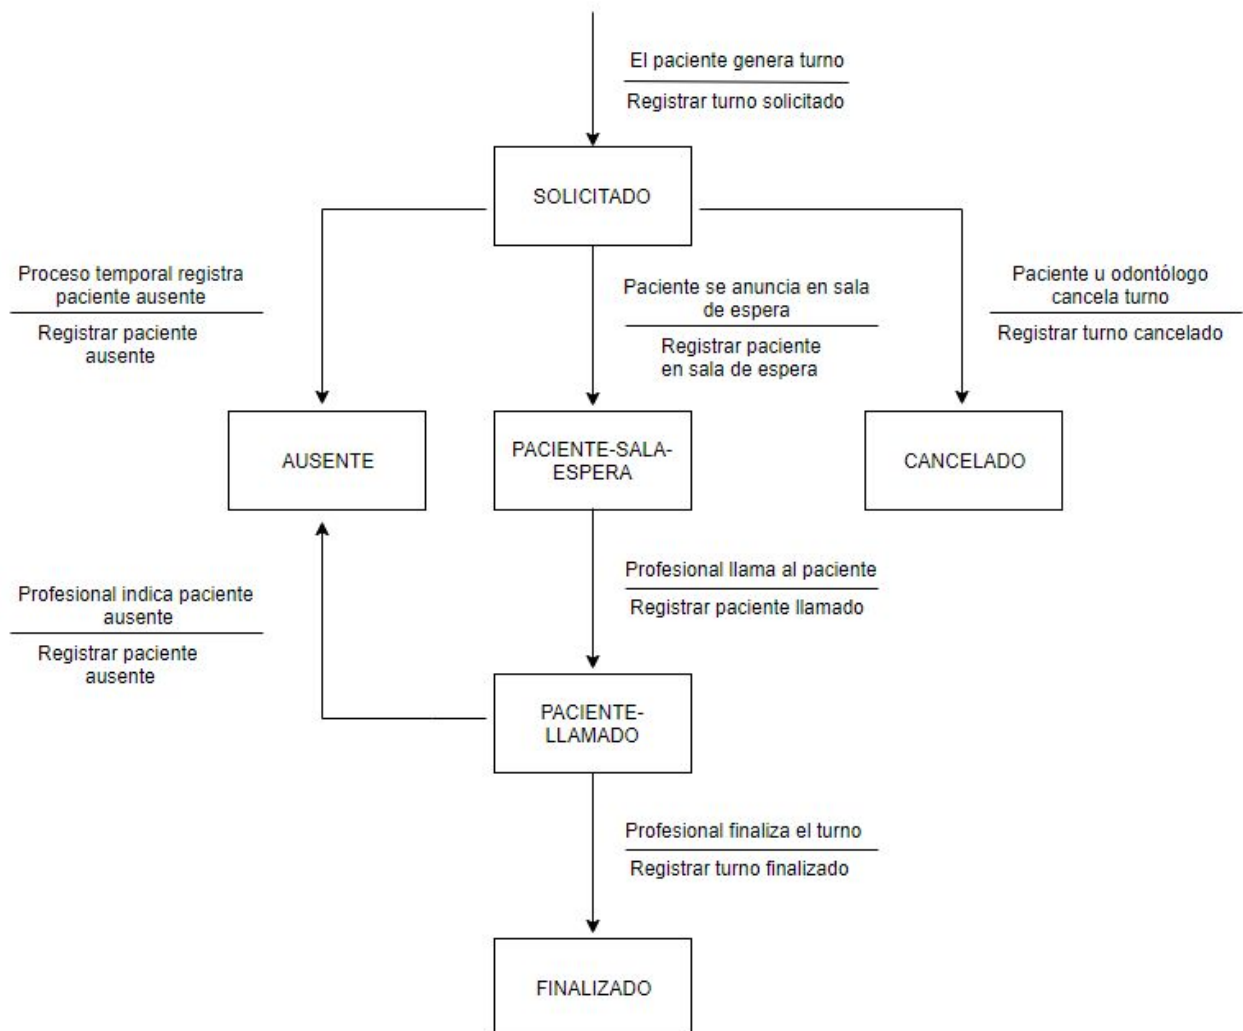 El paciente genera turno
Registrar turno solicitado
SOLICITADO
Proceso temporal registra
paciente ausente
Registrar paciente
ausente
Paciente se anuncia en sala
de espera
Registrar paciente
en sala de espera
Paciente u odontólogo
cancela turno
Registrar turno cancelado
AUSENTE
PACIENTE-SALA-
ESPERA
CANCELADO
Profesional indica paciente
ausente
Registrar paciente
ausente
Profesional llama al paciente
Registrar paciente llamado
PACIENTE-
LLAMADO
Profesional finaliza el turno
Registrar turno finalizado
FINALIZADO